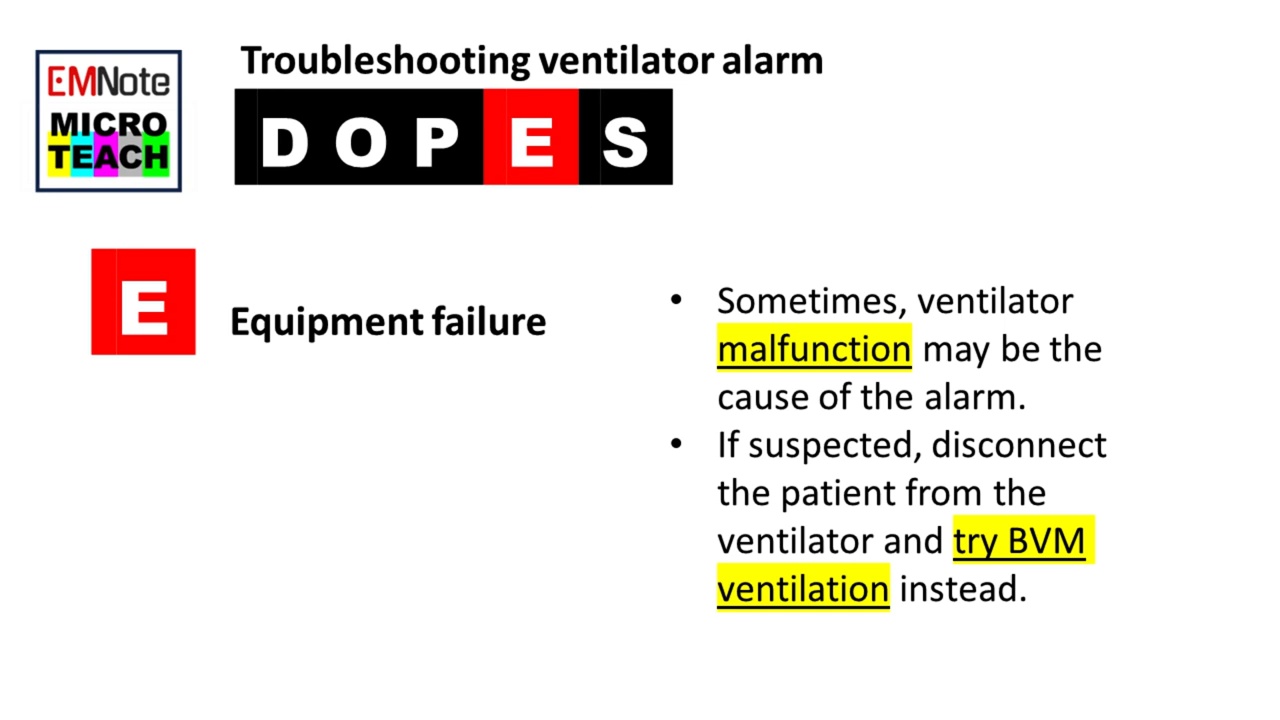 Troubleshooting ventilator alarm
EMNote
MICRO
TEACH
D O P E S
E
Equipment failure
• Sometimes, ventilator
malfunction may be the
cause of the alarm.
• If suspected, disconnect
the patient from the
ventilator and try BVM
ventilation instead.